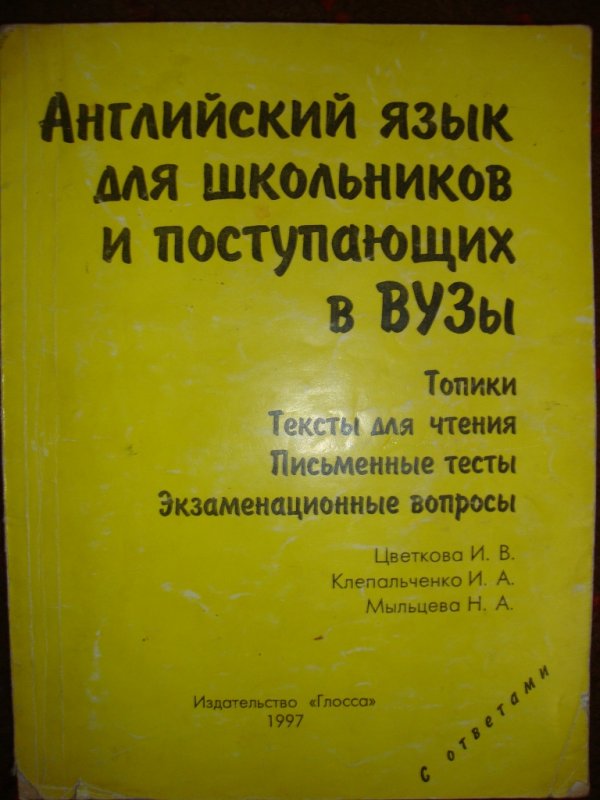 Английский язык
для школьников
и поступающих
в ВУЗы
Топики
Тексты для чтения
Письменные тесты
Экзаменационные вопросы
Цветкова И. В.
Клепальченко И. А.
Мыльцева Н. А.
Издательство «Глосса»
1997
с ответами